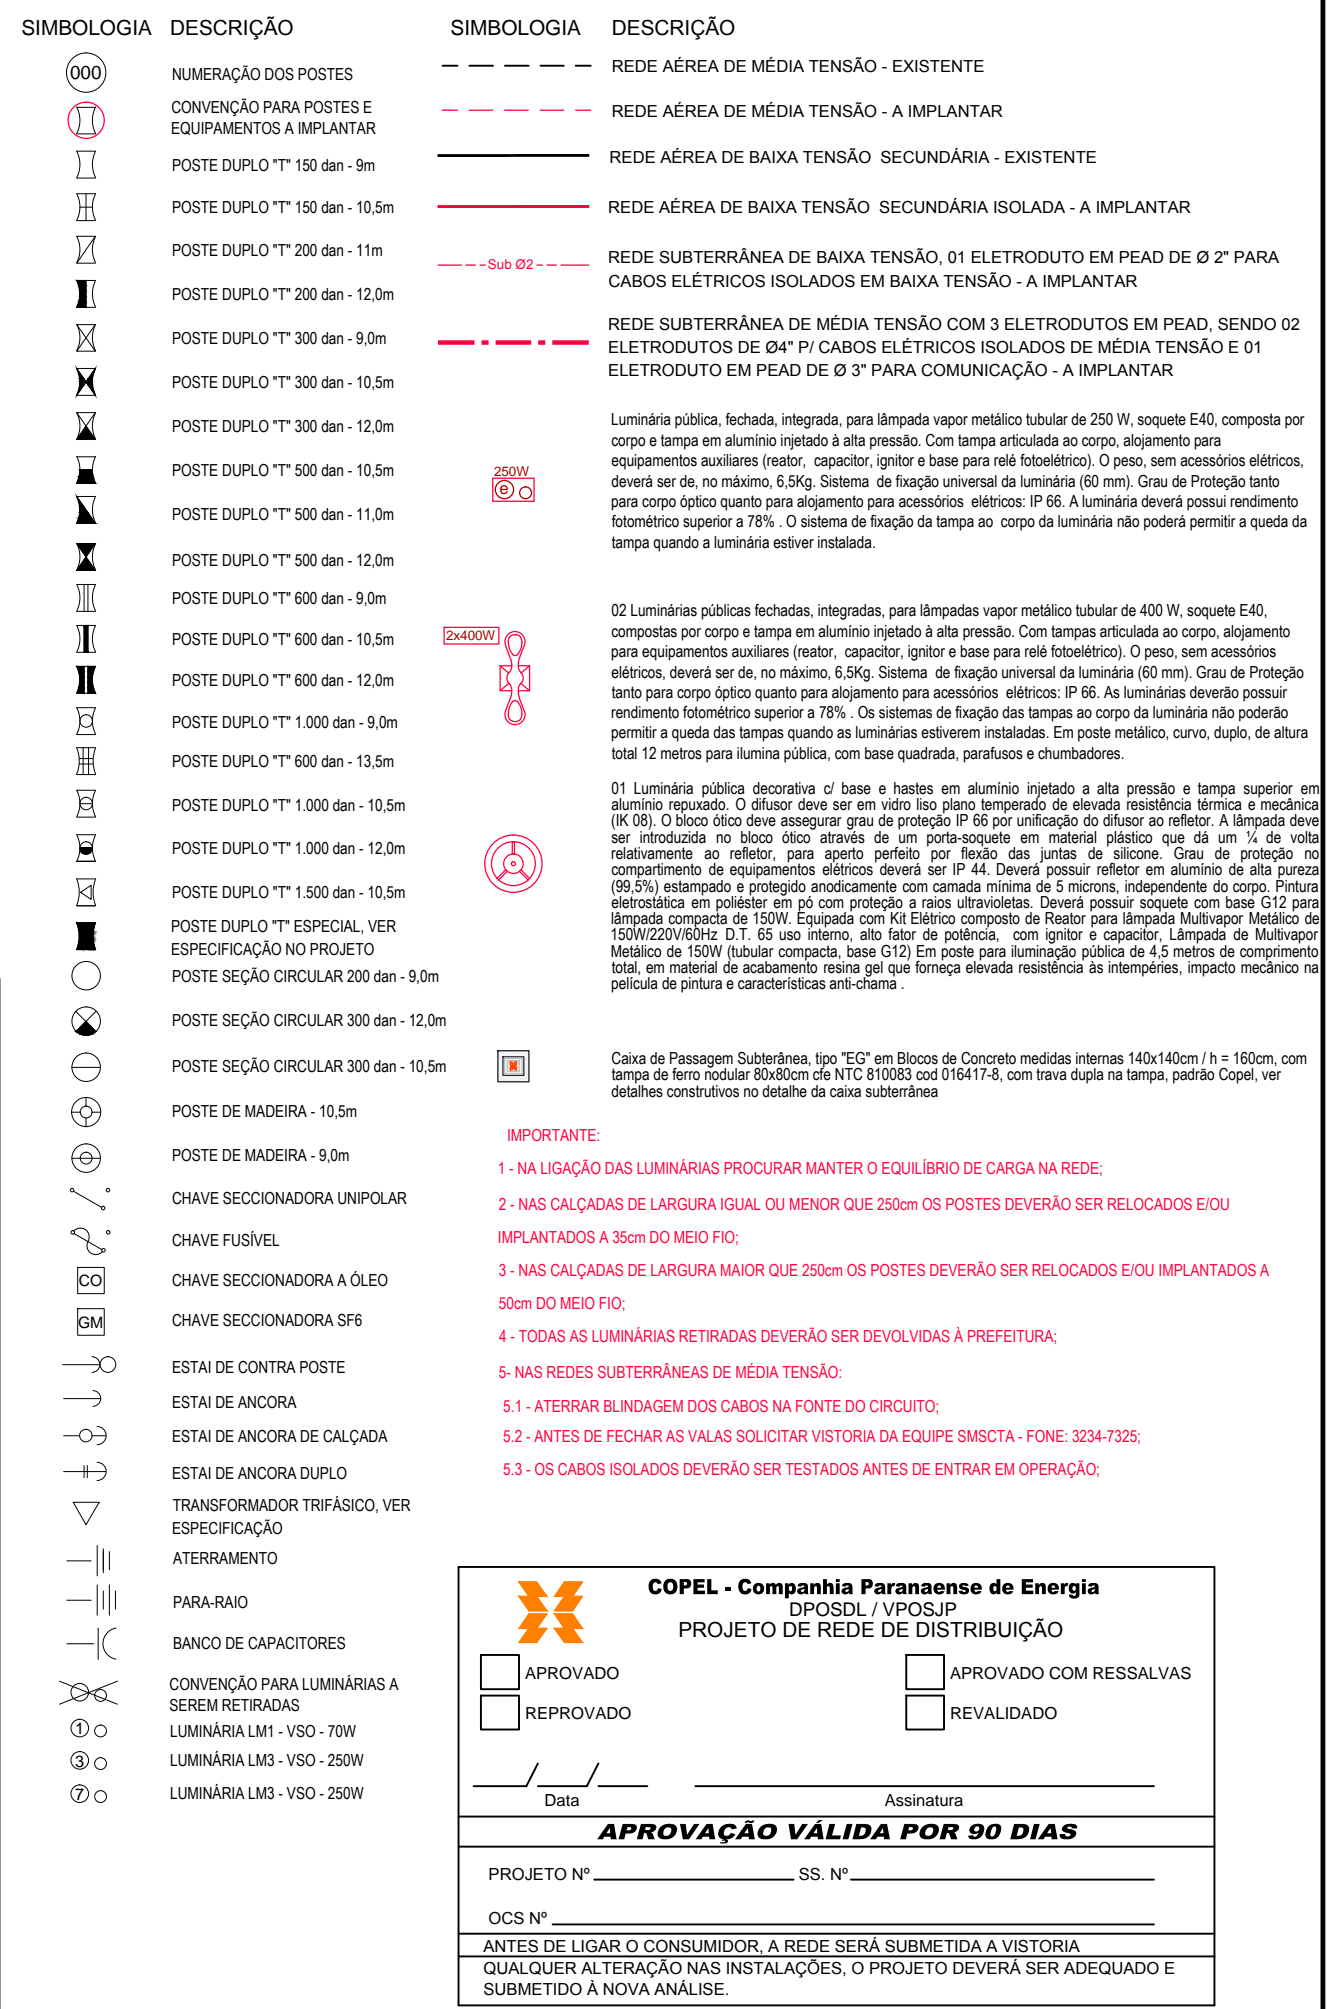 SIMBOLOGIA DESCRIÇÃO
000 NUMERAÇÃO DOS POSTES
CONVENÇÃO PARA POSTES E
EQUIPAMENTOS A IMPLANTAR
POSTE DUPLO "T" 150 dan - 9m
POSTE DUPLO "T" 150 dan - 10,5m
POSTE DUPLO "T" 200 dan - 11m
POSTE DUPLO "T" 200 dan - 12,0m
POSTE DUPLO "T" 300 dan - 9,0m
POSTE DUPLO "T" 300 dan - 10,5m
POSTE DUPLO "T" 300 dan - 12,0m
POSTE DUPLO "T" 500 dan - 10,5m
POSTE DUPLO "T" 500 dan - 11,0m
POSTE DUPLO "T" 500 dan - 12,0m
POSTE DUPLO "T" 600 dan - 9,0m
POSTE DUPLO "T" 600 dan - 10,5m
POSTE DUPLO "T" 600 dan - 12,0m
POSTE DUPLO "T" 1.000 dan - 9,0m
POSTE DUPLO "T" 600 dan - 13,5m
POSTE DUPLO "T" 1.000 dan - 10,5m
POSTE DUPLO "T" 1.000 dan - 12,0m
POSTE DUPLO "T" 1.500 dan - 10,5m
POSTE DUPLO "T" ESPECIAL, VER
ESPECIFICAÇÃO NO PROJETO
POSTE SEÇÃO CIRCULAR 200 dan - 9,0m
POSTE SEÇÃO CIRCULAR 300 dan - 12,0m
POSTE SEÇÃO CIRCULAR 300 dan - 10,5m
POSTE DE MADEIRA - 10,5m
POSTE DE MADEIRA - 9,0m
CHAVE SECCIONADORA UNIPOLAR
CHAVE FUSÍVEL
CO CHAVE SECCIONADORA A ÓLEO
GM CHAVE SECCIONADORA SF6
ESTAI DE CONTRA POSTE
ESTAI DE ANCORA
ESTAI DE ANCORA DE CALÇADA
ESTAI DE ANCORA DUPLO
TRANSFORMADOR TRIFÁSICO, VER
ESPECIFICAÇÃO
ATERRAMENTO
PARA-RAIO
BANCO DE CAPACITORES
CONVENÇÃO PARA LUMINÁRIAS A
SEREM RETIRADAS
1 LUMINÁRIA LM1 - VSO - 70W
3 LUMINÁRIA LM3 - VSO - 250W
7 LUMINÁRIA LM3 - VSO - 250W
SIMBOLOGIA DESCRIÇÃO
REDE AÉREA DE MÉDIA TENSÃO - EXISTENTE
REDE AÉREA DE MÉDIA TENSÃO - A IMPLANTAR
REDE AÉREA DE BAIXA TENSÃO SECUNDÁRIA - EXISTENTE
REDE AÉREA DE BAIXA TENSÃO SECUNDÁRIA ISOLADA - A IMPLANTAR
Sub Ø2 REDE SUBTERRÂNEA DE BAIXA TENSÃO, 01 ELETRODUTO EM PEAD DE Ø 2" PARA
CABOS ELÉTRICOS ISOLADOS EM BAIXA TENSÃO - A IMPLANTAR
REDE SUBTERRÂNEA DE MÉDIA TENSÃO COM 3 ELETRODUTOS EM PEAD, SENDO 02
ELETRODUTOS DE Ø4" P/ CABOS ELÉTRICOS ISOLADOS DE MÉDIA TENSÃO E 01
ELETRODUTO EM PEAD DE Ø 3" PARA COMUNICAÇÃO - A IMPLANTAR
250W
e
Luminária pública, fechada, integrada, para lâmpada vapor metálico tubular de 250 W, soquete E40, composta por
corpo e tampa em alumínio injetado à alta pressão. Com tampa articulada ao corpo, alojamento para
equipamentos auxiliares (reator, capacitor, ignitor e base para relé fotoelétrico). O peso, sem acessórios elétricos,
deverá ser de, no máximo, 6,5Kg. Sistema de fixação universal da luminária (60 mm). Grau de Proteção tanto
para corpo óptico quanto para alojamento para acessórios elétricos: IP 66. A luminária deverá possui rendimento
fotométrico superior a 78% . O sistema de fixação da tampa ao corpo da luminária não poderá permitir a queda da
tampa quando a luminária estiver instalada.
2x400W
02 Luminárias públicas fechadas, integradas, para lâmpadas vapor metálico tubular de 400 W, soquete E40,
compostas por corpo e tampa em alumínio injetado à alta pressão. Com tampas articulada ao corpo, alojamento
para equipamentos auxiliares (reator, capacitor, ignitor e base para relé fotoelétrico). O peso, sem acessórios
elétricos, deverá ser de, no máximo, 6,5Kg. Sistema de fixação universal da luminária (60 mm). Grau de Proteção
tanto para corpo óptico quanto para alojamento para acessórios elétricos: IP 66. As luminárias deverão possuir
rendimento fotométrico superior a 78% . Os sistemas de fixação das tampas ao corpo da luminária não poderão
permitir a queda das tampas quando as luminárias estiverem instaladas. Em poste metálico, curvo, duplo, de altura
total 12 metros para ilumina pública, com base quadrada, parafusos e chumbadores.
01 Luminária pública decorativa c/ base e hastes em alumínio injetado a alta pressão e tampa superior em
alumínio repuxado. O difusor deve ser em vidro liso plano temperado de elevada resistência térmica e mecânica
(IK 08). O bloco ótico deve assegurar grau de proteção IP 66 por unificação do difusor ao refletor. A lâmpada deve
ser introduzida no bloco ótico através de um porta-soquete em material plástico que dá um ¼ de volta
relativamente ao refletor, para aperto perfeito por flexão das juntas de silicone. Grau de proteção no
compartimento de equipamentos elétricos deverá ser IP 44. Deverá possuir refletor em alumínio de alta pureza
(99,5%) estampado e protegido anodicamente com camada mínima de 5 microns, independente do corpo. Pintura
eletrostática em poliéster em pó com proteção a raios ultravioletas. Deverá possuir soquete com base G12 para
lâmpada compacta de 150W. Equipada com Kit Elétrico composto de Reator para lâmpada Multivapor Metálico de
150W/220V/60Hz D.T. 65 uso interno, alto fator de potência, com ignitor e capacitor, Lâmpada de Multivapor
Metálico de 150W (tubular compacta, base G12) Em poste para iluminação pública de 4,5 metros de comprimento
total, em material de acabamento resina gel que forneça elevada resistência às intempéries, impacto mecânico na
película de pintura e características anti-chama .
Caixa de Passagem Subterânea, tipo "EG" em Blocos de Concreto medidas internas 140x140cm / h = 160cm, com
tampa de ferro nodular 80x80cm cfe NTC 810083 cod 016417-8, com trava dupla na tampa, padrão Copel, ver
detalhes construtivos no detalhe da caixa subterrânea
IMPORTANTE:
1 - NA LIGAÇÃO DAS LUMINÁRIAS PROCURAR MANTER O EQUILÍBRIO DE CARGA NA REDE;
2 - NAS CALÇADAS DE LARGURA IGUAL OU MENOR QUE 250cm OS POSTES DEVERÃO SER RELOCADOS E/OU
IMPLANTADOS A 35cm DO MEIO FIO;
3 - NAS CALÇADAS DE LARGURA MAIOR QUE 250cm OS POSTES DEVERÃO SER RELOCADOS E/OU IMPLANTADOS A
50cm DO MEIO FIO;
4 - TODAS AS LUMINÁRIAS RETIRADAS DEVERÃO SER DEVOLVIDAS À PREFEITURA;
5- NAS REDES SUBTERRÂNEAS DE MÉDIA TENSÃO:
5.1 - ATERRAR BLINDAGEM DOS CABOS NA FONTE DO CIRCUITO;
5.2 - ANTES DE FECHAR AS VALAS SOLICITAR VISTORIA DA EQUIPE SMSCTA - FONE: 3234-7325;
5.3 - OS CABOS ISOLADOS DEVERÃO SER TESTADOS ANTES DE ENTRAR EM OPERAÇÃO;
COPEL - Companhia Paranaense de Energia
DPOSDL / VPOSJP
PROJETO DE REDE DE DISTRIBUIÇÃO
APROVADO APROVADO COM RESSALVAS
REPROVADO REVALIDADO
___/___/___
Data Assinatura
APROVAÇÃO VÁLIDA POR 90 DIAS
PROJETO Nº SS. Nº
OCS Nº
ANTES DE LIGAR O CONSUMIDOR, A REDE SERÁ SUBMETIDA A VISTORIA
QUALQUER ALTERAÇÃO NAS INSTALAÇÕES, O PROJETO DEVERÁ SER ADEQUADO E
SUBMETIDO À NOVA ANÁLISE.